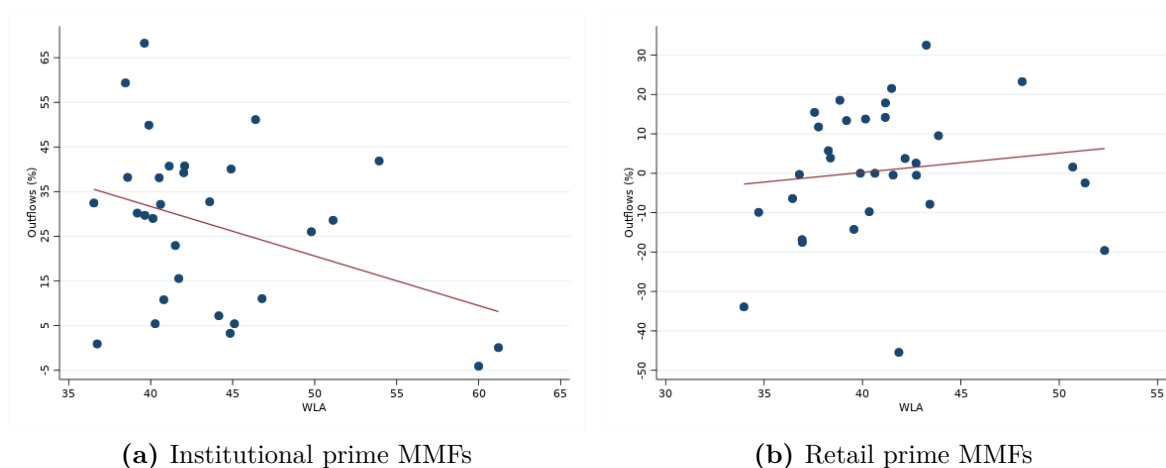 65
55
45
35
25
15
5
-5
Outflows (%)
35 40 45 50 55 60 65
WLA
(a) Institutional prime MMFs
30
20
10
0
-10
-20
-30
-40
-50
Outflows (%)
30 35 40 45 50 55
WLA
(b) Retail prime MMFs